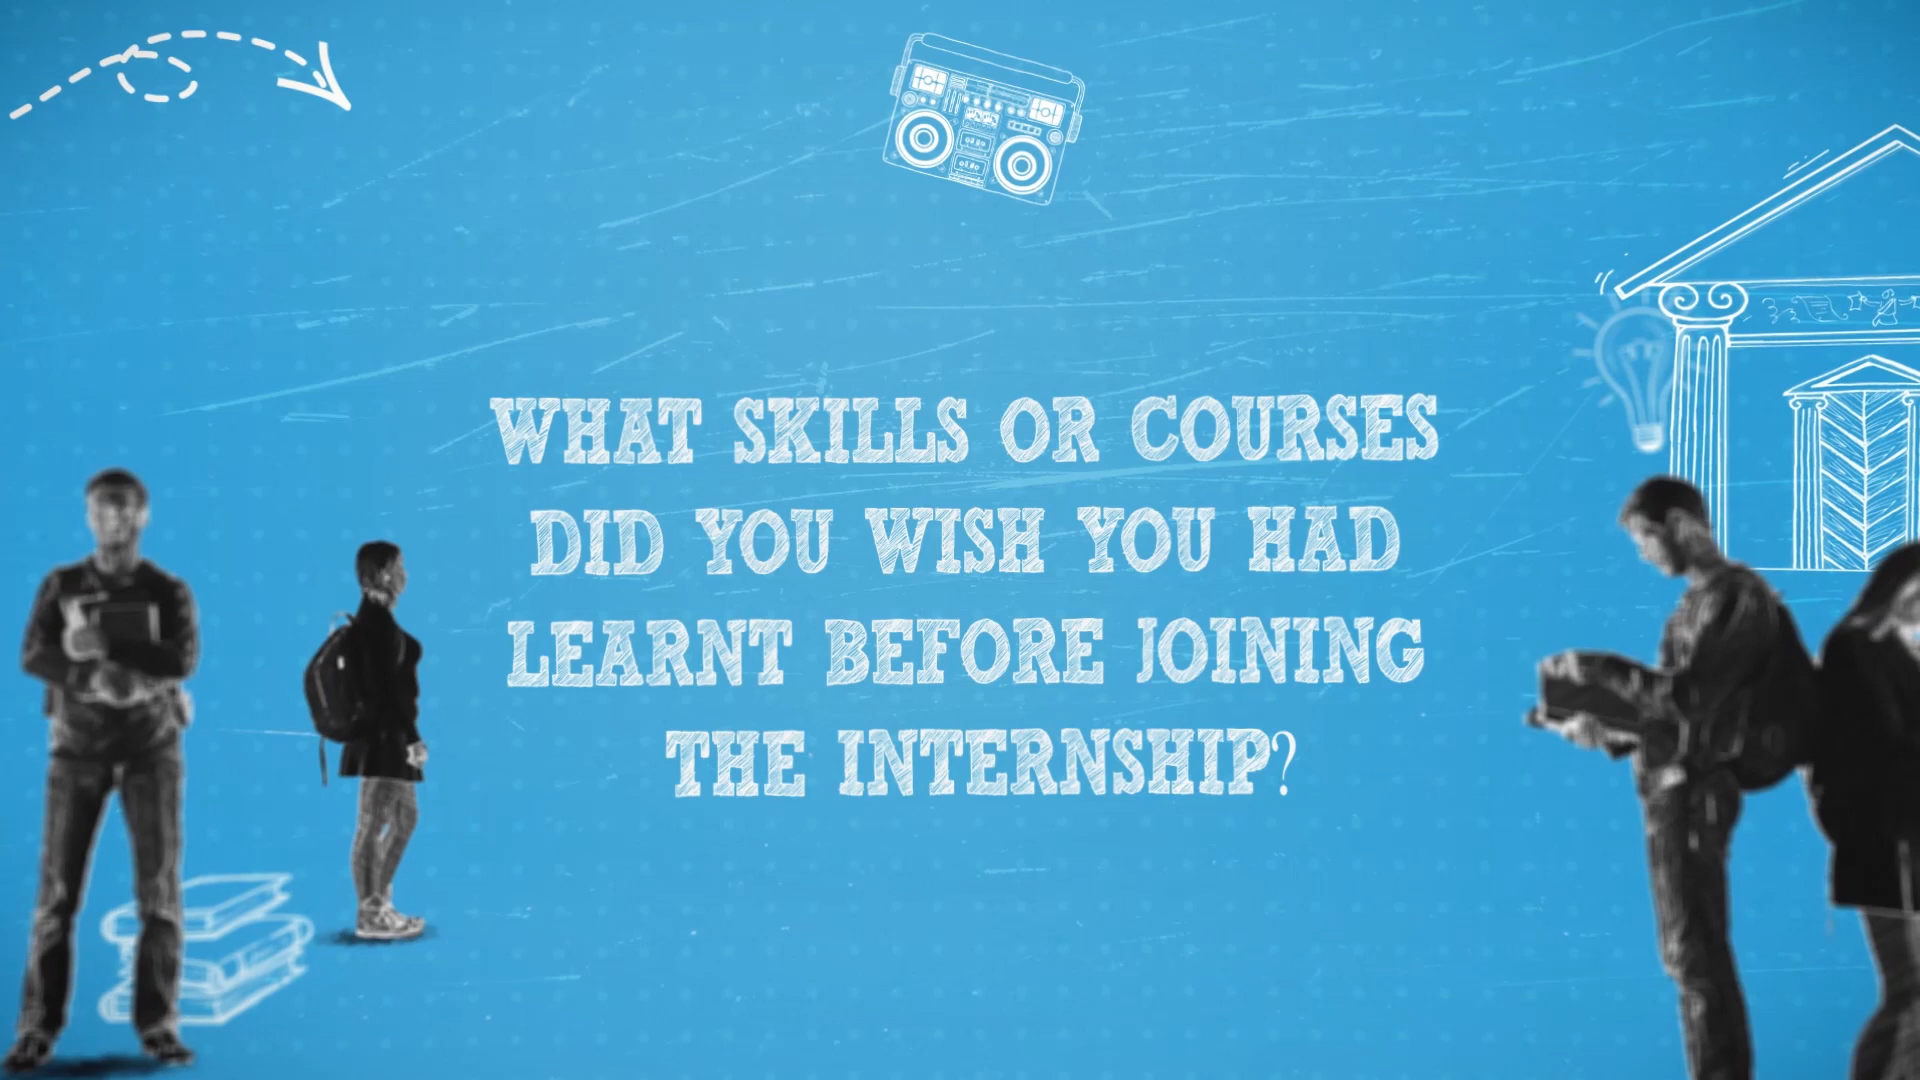 WHAT SKILLS OR COURSES
DID YOU WISH YOU HAD
LEARNT BEFORE JOINING
THE INTERNSHIP?